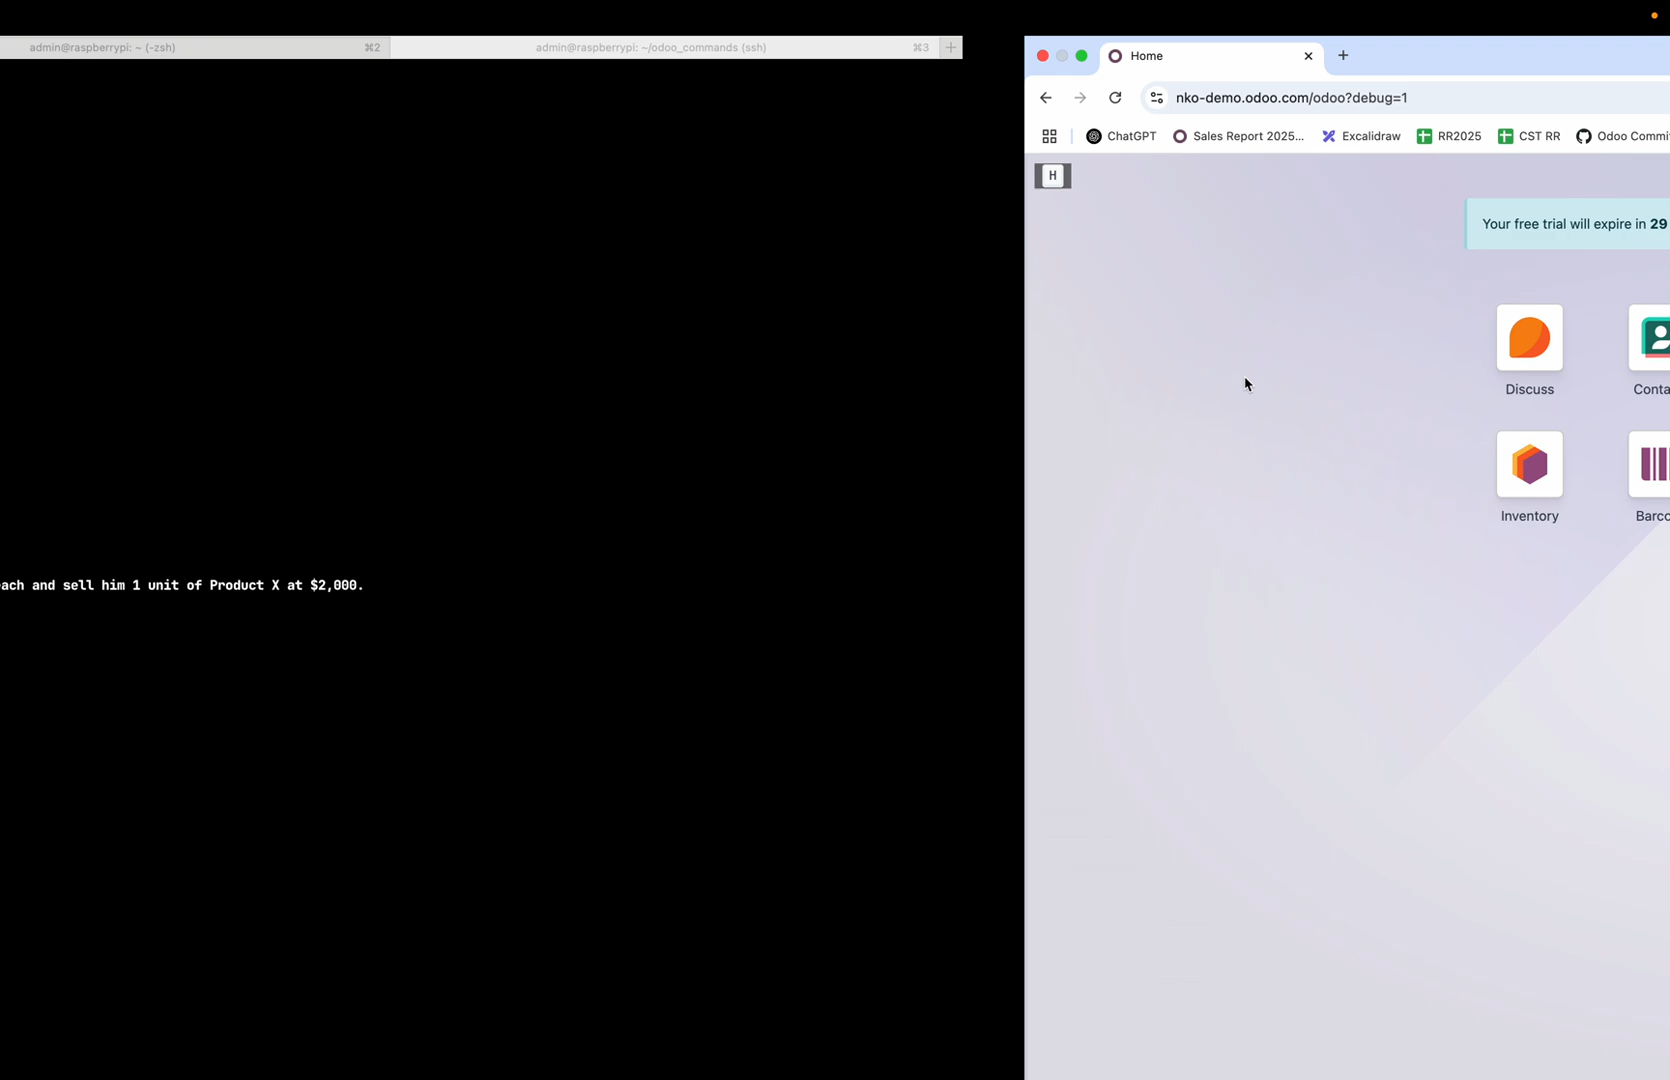 admin@raspberrypi: ~ (-zsh) ⌘2
admin@raspberrypi: ~/odoo_commands (ssh) ⌘3 +
ach and sell him 1 unit of Product X at $2,000.
Home
nko-demo.odoo.com/odoo?debug=1
ChatGPT Sales Report 2025... Excalidraw RR2025 CST RR Odoo Commi
H
Your free trial will expire in 29
Discuss Conta
Inventory Barco